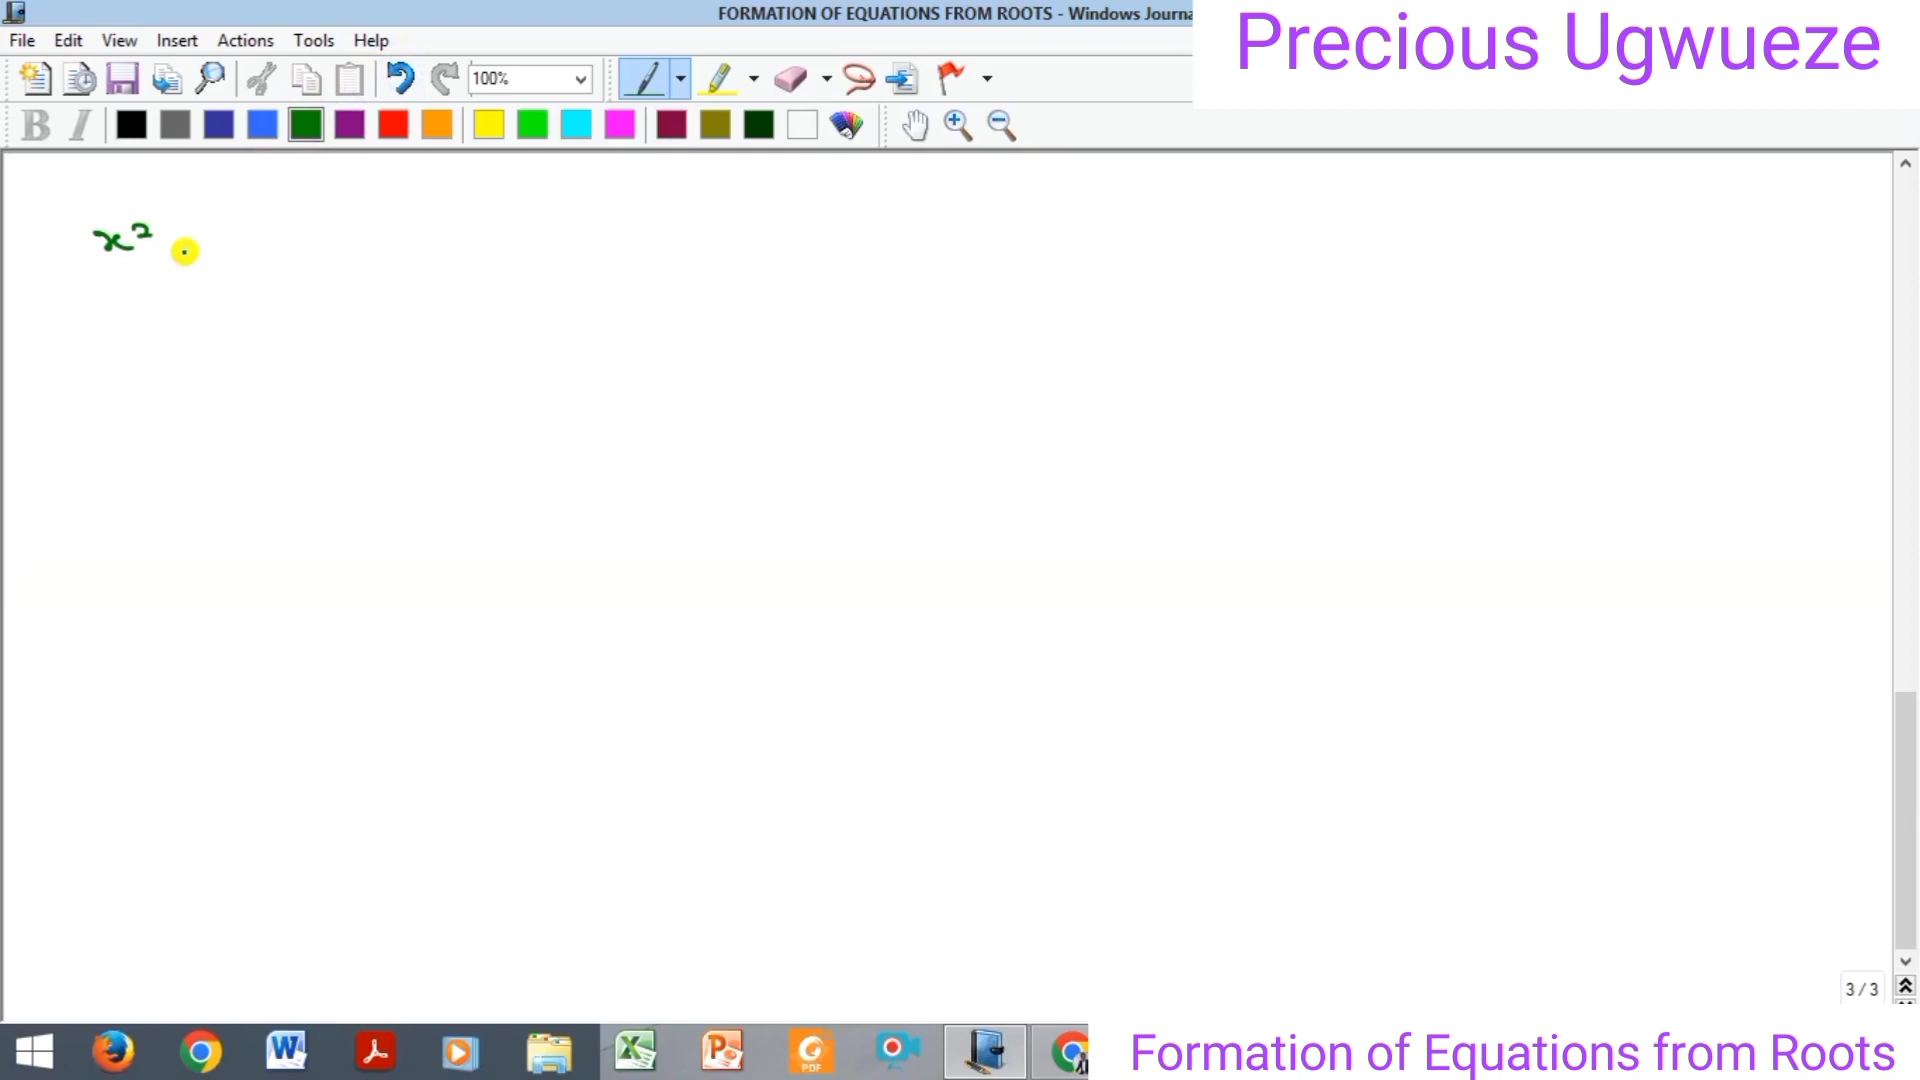 FORMATION OF EQUATIONS FROM ROOTS - Windows Journa
Precious Ugwueze
File Edit View Insert Actions Tools Help
100%
B I
x²
3 / 3
Formation of Equations from Roots